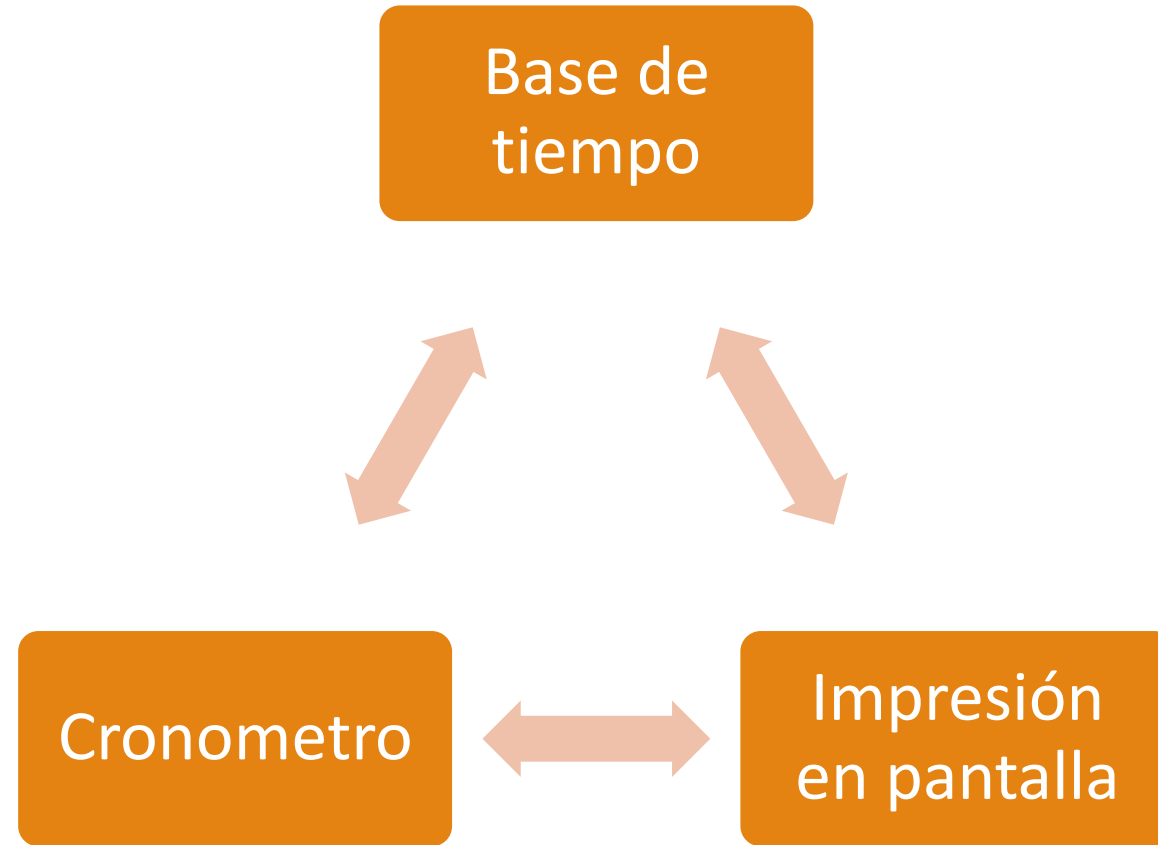 Base de
tiempo
Cronometro
Impresión
en pantalla